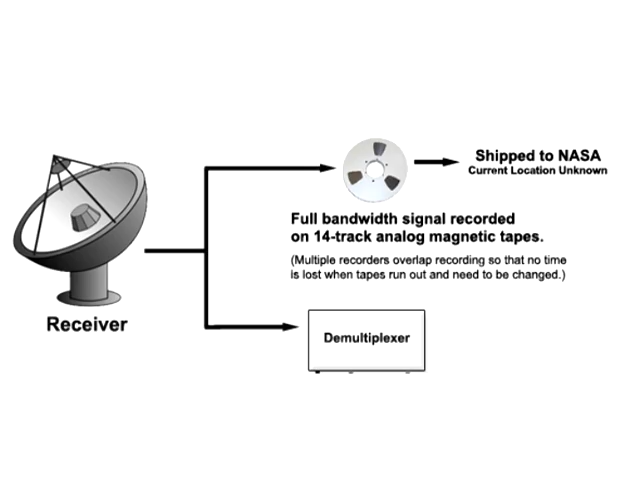 Shipped to NASA
Current Location Unknown
Full bandwidth signal recorded
on 14-track analog magnetic tapes.
(Multiple recorders overlap recording so that no time
is lost when tapes run out and need to be changed.)
Receiver
Demultiplexer